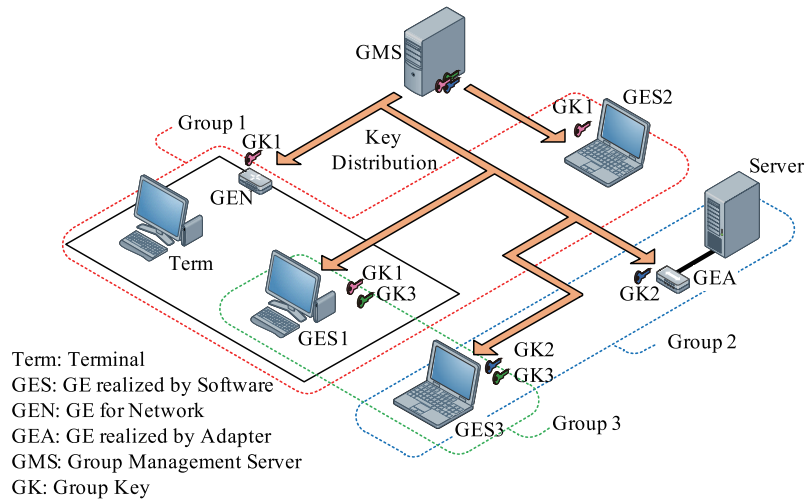 GMS
GES2
GK1
Group 1
GK1
Key
Distribution
Server
GEN
Term
GK1
GK3
GK2
GEA
GES1
GK2
GK3
Group 2
GES3
Group 3
Term: Terminal
GES: GE realized by Software
GEN: GE for Network
GEA: GE realized by Adapter
GMS: Group Management Server
GK: Group Key